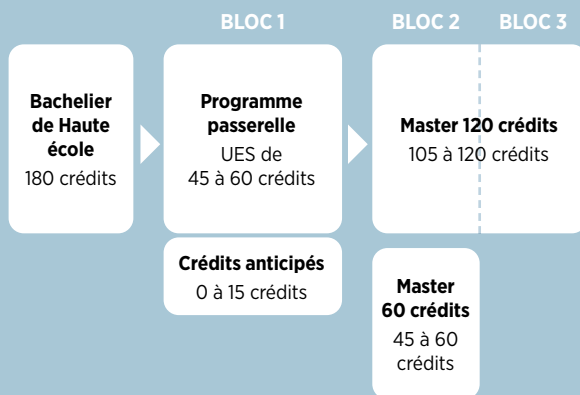 BLOC 1
BLOC 2
BLOC 3
Bachelier
de Haute
école
180 crédits
Programme
passerelle
UES de
45 à 60 crédits
Master 120 crédits
105 à 120 crédits
Crédits anticipés
0 à 15 crédits
Master
60 crédits
45 à 60
crédits